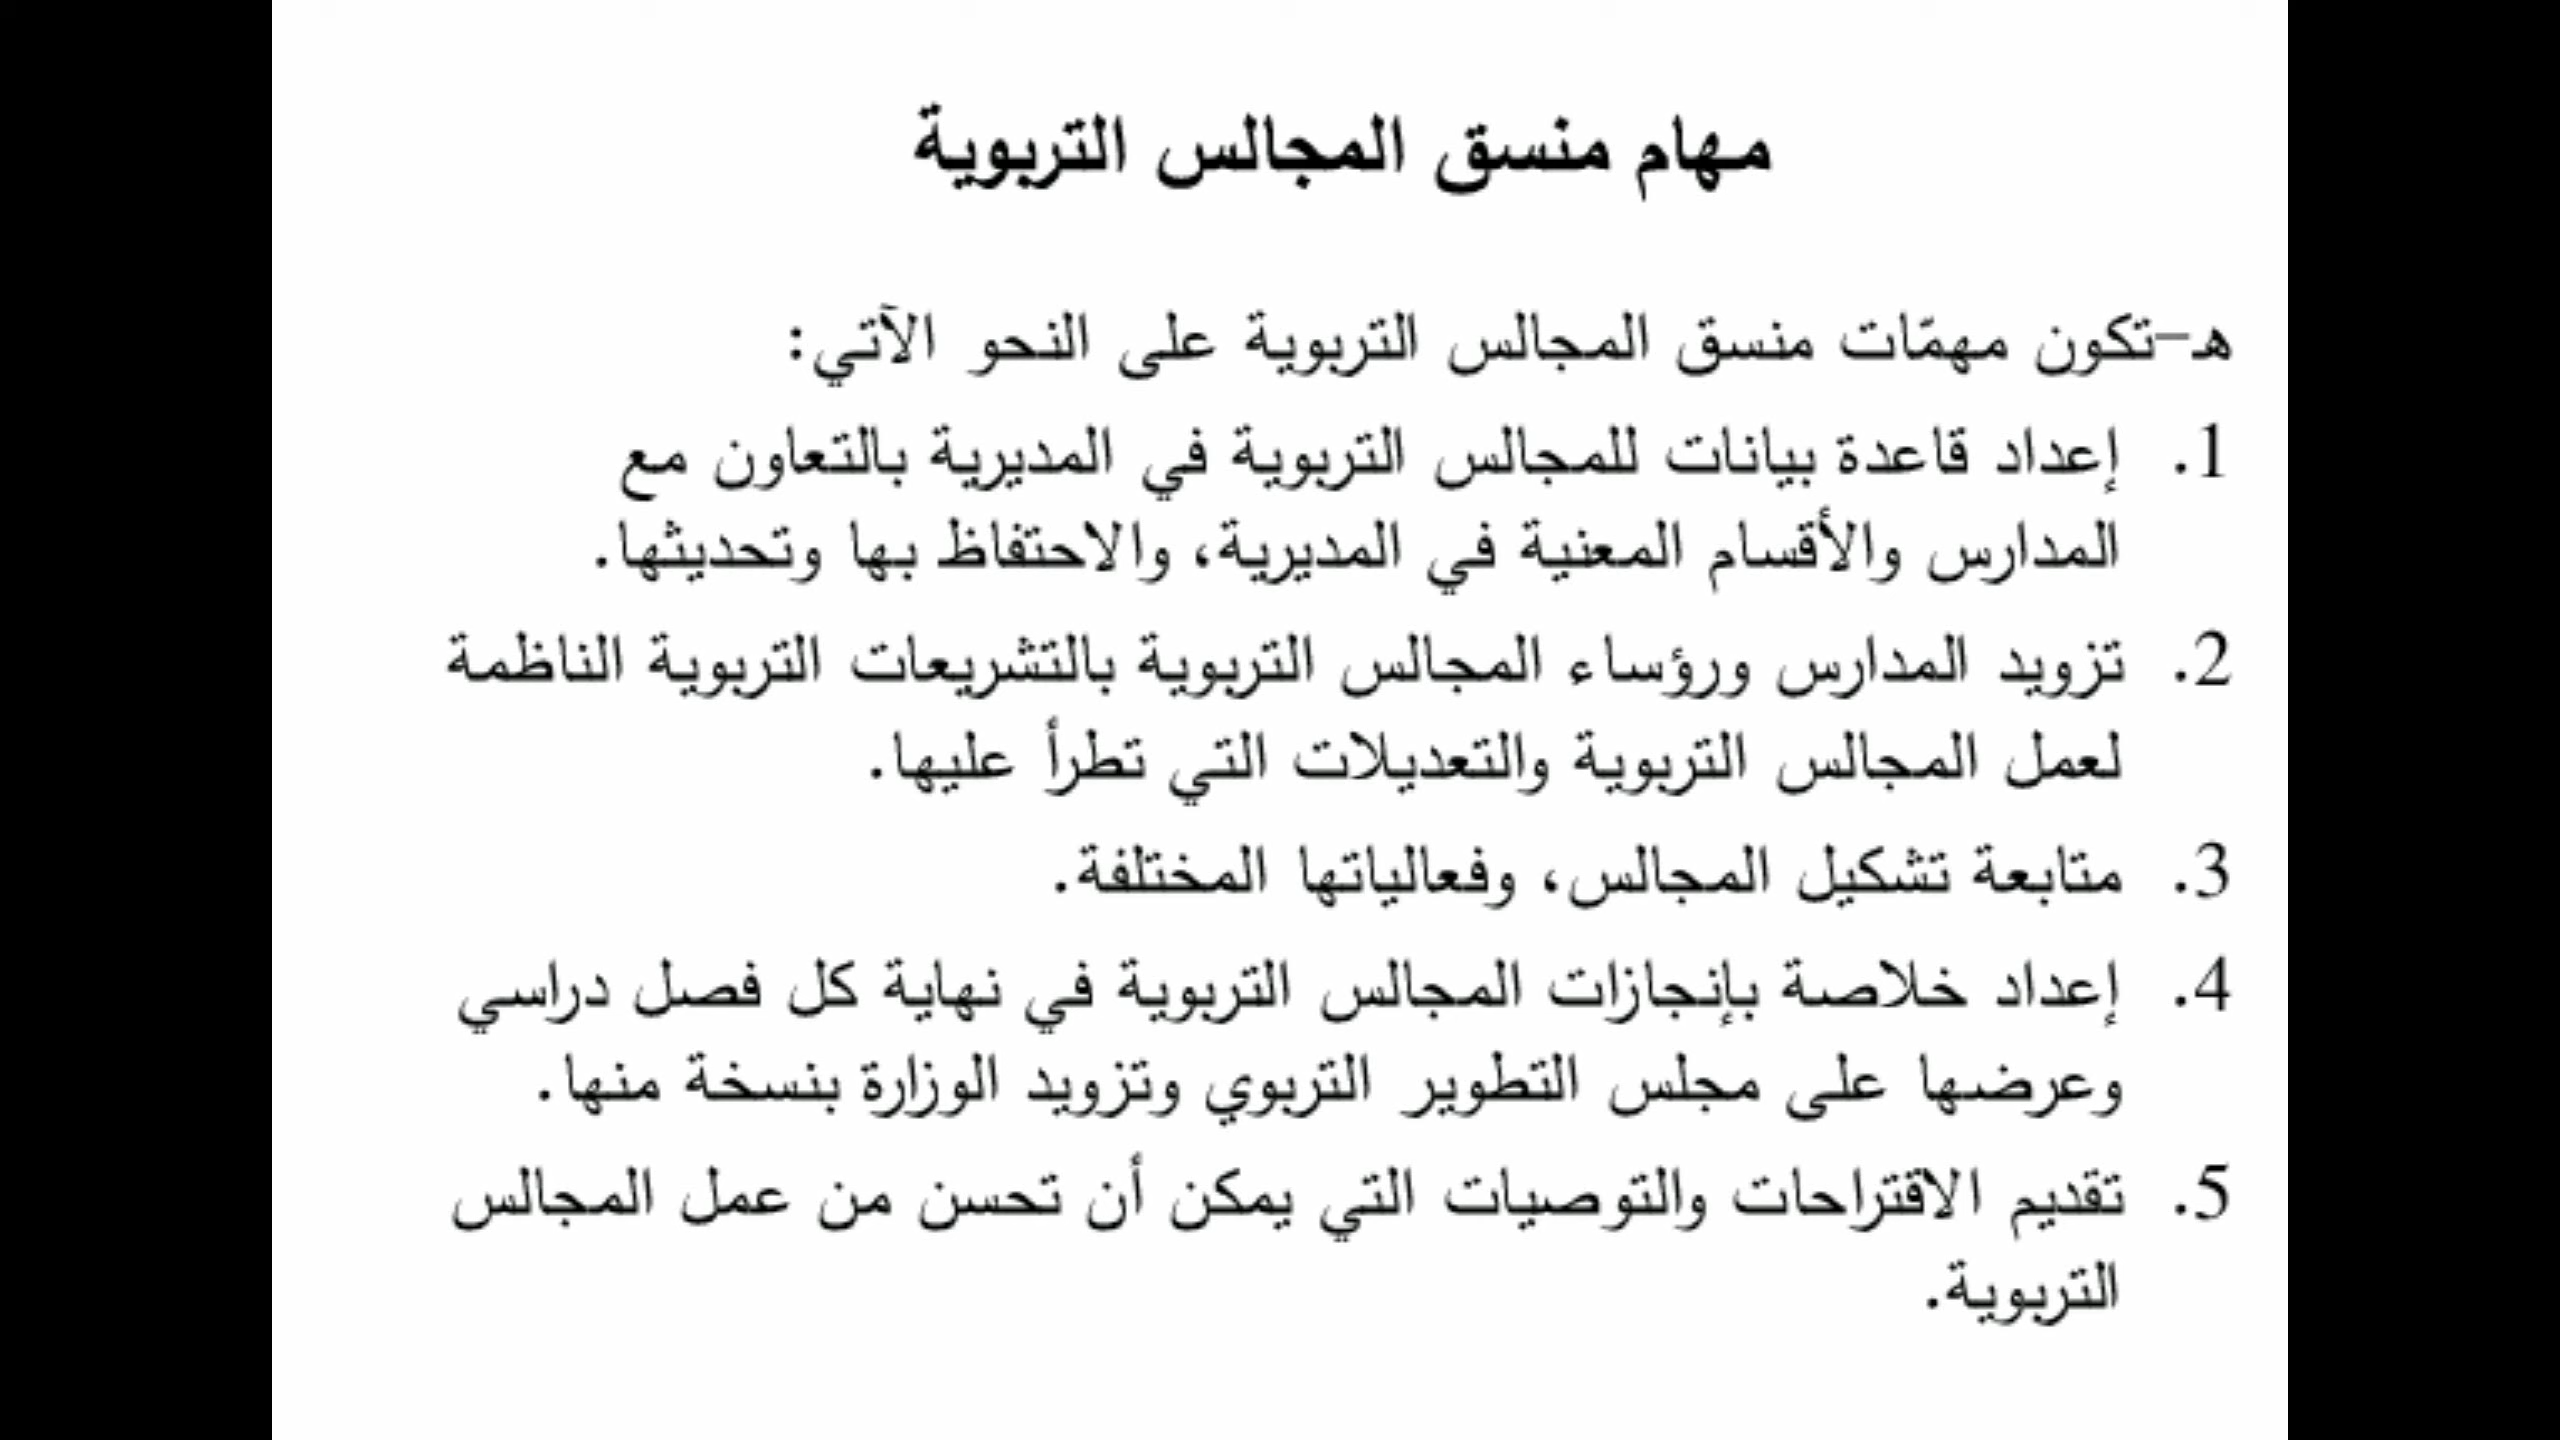 مهام منسق المجالس التربوية
هـ-تكون مهمّات منسق المجالس التربوية على النحو الآتي:
1. إعداد قاعدة بيانات للمجالس التربوية في المديرية بالتعاون مع
المدارس والأقسام المعنية في المديرية، والاحتفاظ بها وتحديثها.
2. تزويد المدارس ورؤساء المجالس التربوية بالتشريعات التربوية الناظمة
لعمل المجالس التربوية والتعديلات التي تطرأ عليها.
3. متابعة تشكيل المجالس، وفعالياتها المختلفة.
4. إعداد خلاصة بإنجازات المجالس التربوية في نهاية كل فصل دراسي
وعرضها على مجلس التطوير التربوي وتزويد الوزارة بنسخة منها.
5. تقديم الاقتراحات والتوصيات التي يمكن أن تحسن من عمل المجالس
التربوية.